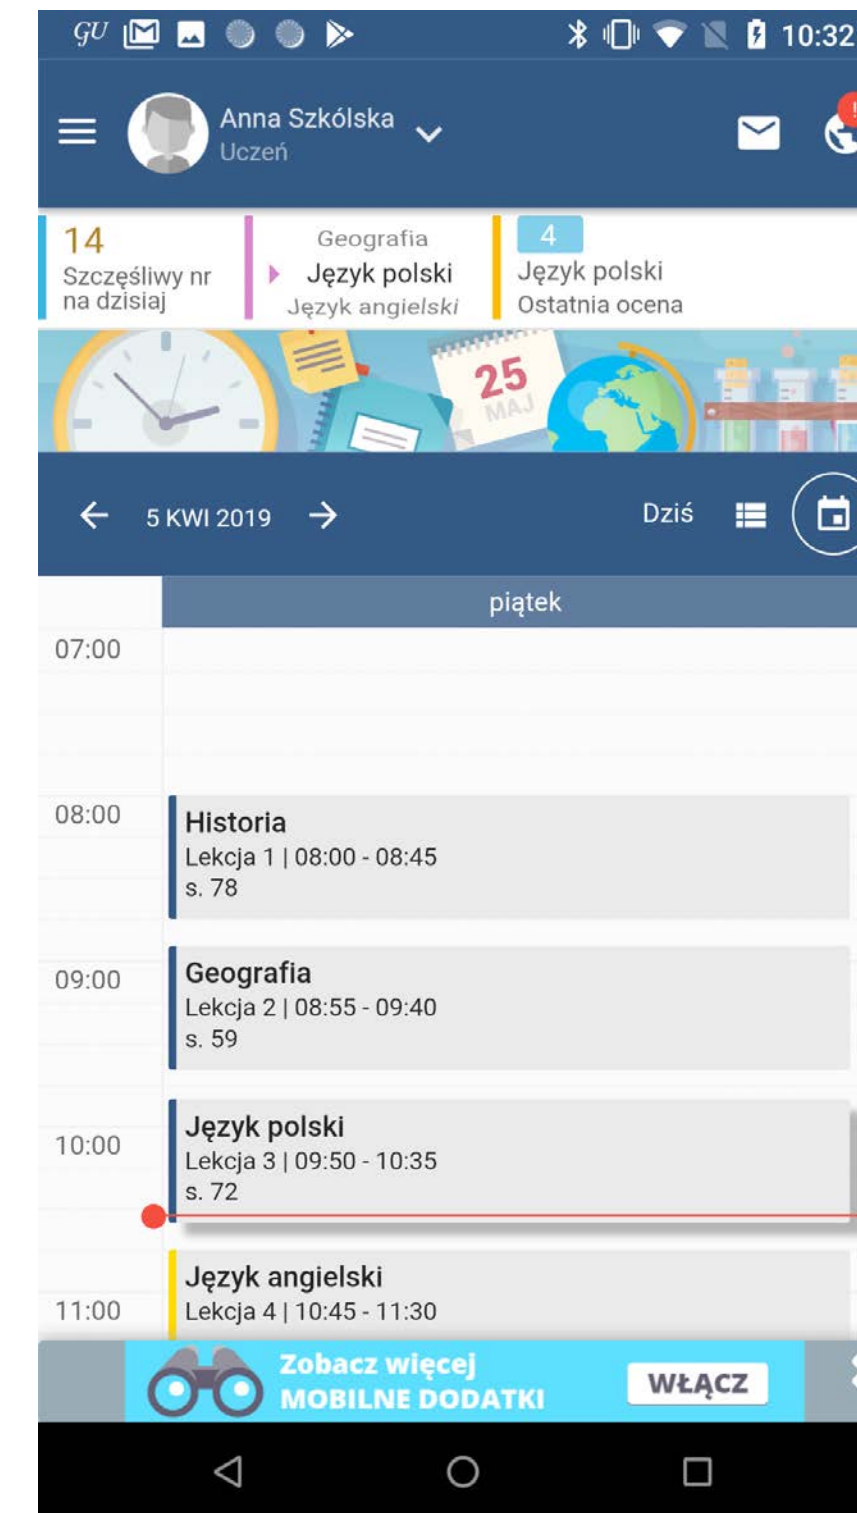 GU 10:32
Anna Szkólska
Uczeń
!
14
Szczęśliwy nr
na dzisiaj
Geografia
Język polski
Język angielski
4
Język polski
Ostatnia ocena
25
MAJ
5 KWI 2019
Dziś
piątek
07:00
08:00
Historia
Lekcja 1 | 08:00 - 08:45
s. 78
09:00
Geografia
Lekcja 2 | 08:55 - 09:40
s. 59
10:00
Język polski
Lekcja 3 | 09:50 - 10:35
s. 72
Język angielski
11:00
Lekcja 4 | 10:45 - 11:30
Zobacz więcej
MOBILNE DODATKI
WŁĄCZ